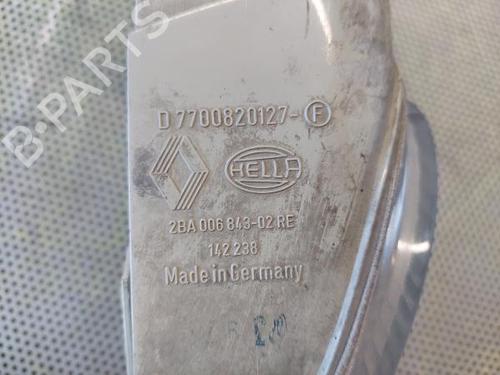 D 7700820127- F
HELLA
2BA 006 843-02 RE
142 238
Made in Germany
B-PARTS